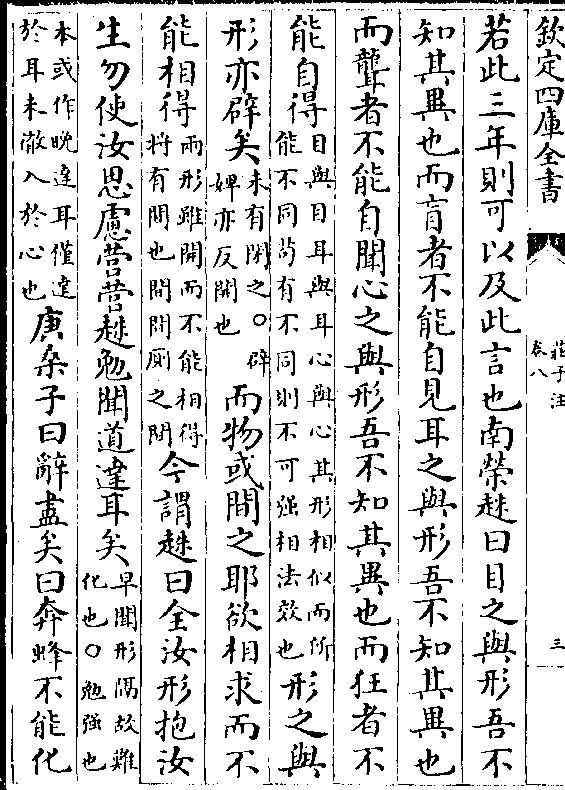 欽定四庫全書
莊子注
卷八
三
若此三年則可以及此言也南榮趎曰目之與形吾不
知其異也而盲者不能自見耳之與形吾不知其異也
而聾者不能自聞心之與形吾不知其異也而狂者不
能自得目與目耳與耳心與心其形相似而所能不同苟有不同則不可强相法效也形之與
形亦辟矣未有閉之○辟婢亦反開也而物或間之耶欲相求而不
能相得兩形雖開而不能相得將有間也間間厠之間今謂趎曰全汝形抱汝
生勿使汝思慮營營趎勉聞道達耳矣早聞形隔故難化也○勉強也
本或作晚達耳僅達於耳未徹入於心也庚桑子曰辭盡矣曰奔蜂不能化